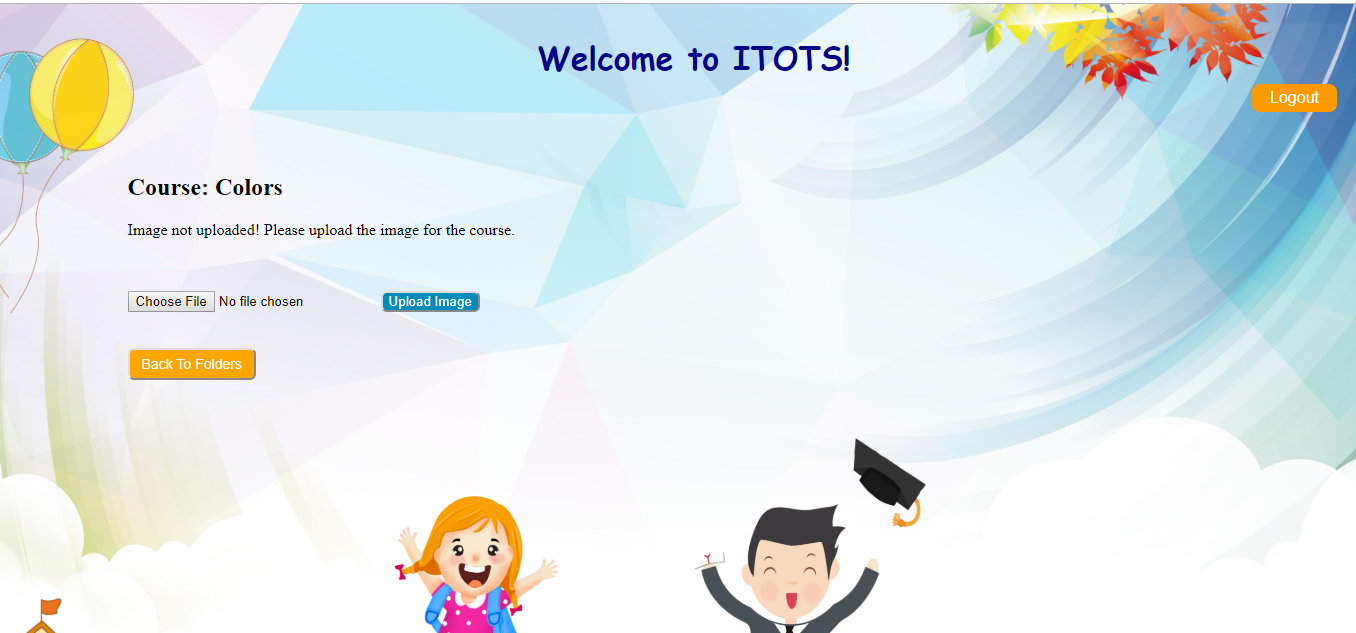 Welcome to ITOTS!
Logout
Course: Colors
Image not uploaded! Please upload the image for the course.
Choose File No file chosen Upload Image
Back To Folders